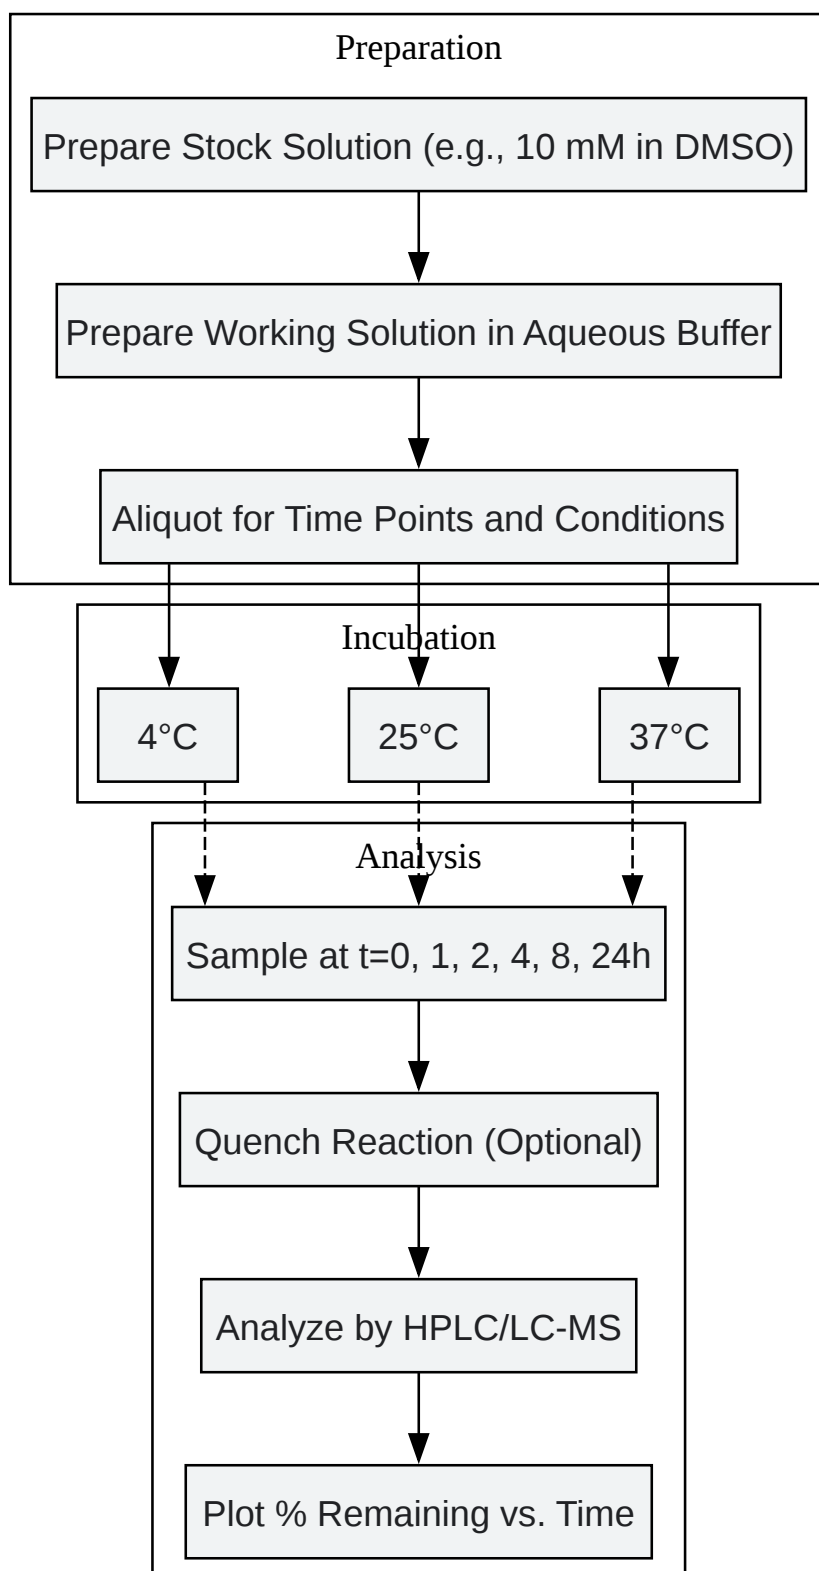 Preparation
Prepare Stock Solution (e.g., 10 mM in DMSO)
Prepare Working Solution in Aqueous Buffer
Aliquot for Time Points and Conditions
Incubation
4°C
25°C
37°C
Analysis
Sample at t=0, 1, 2, 4, 8, 24h
Quench Reaction (Optional)
Analyze by HPLC/LC-MS
Plot % Remaining vs. Time